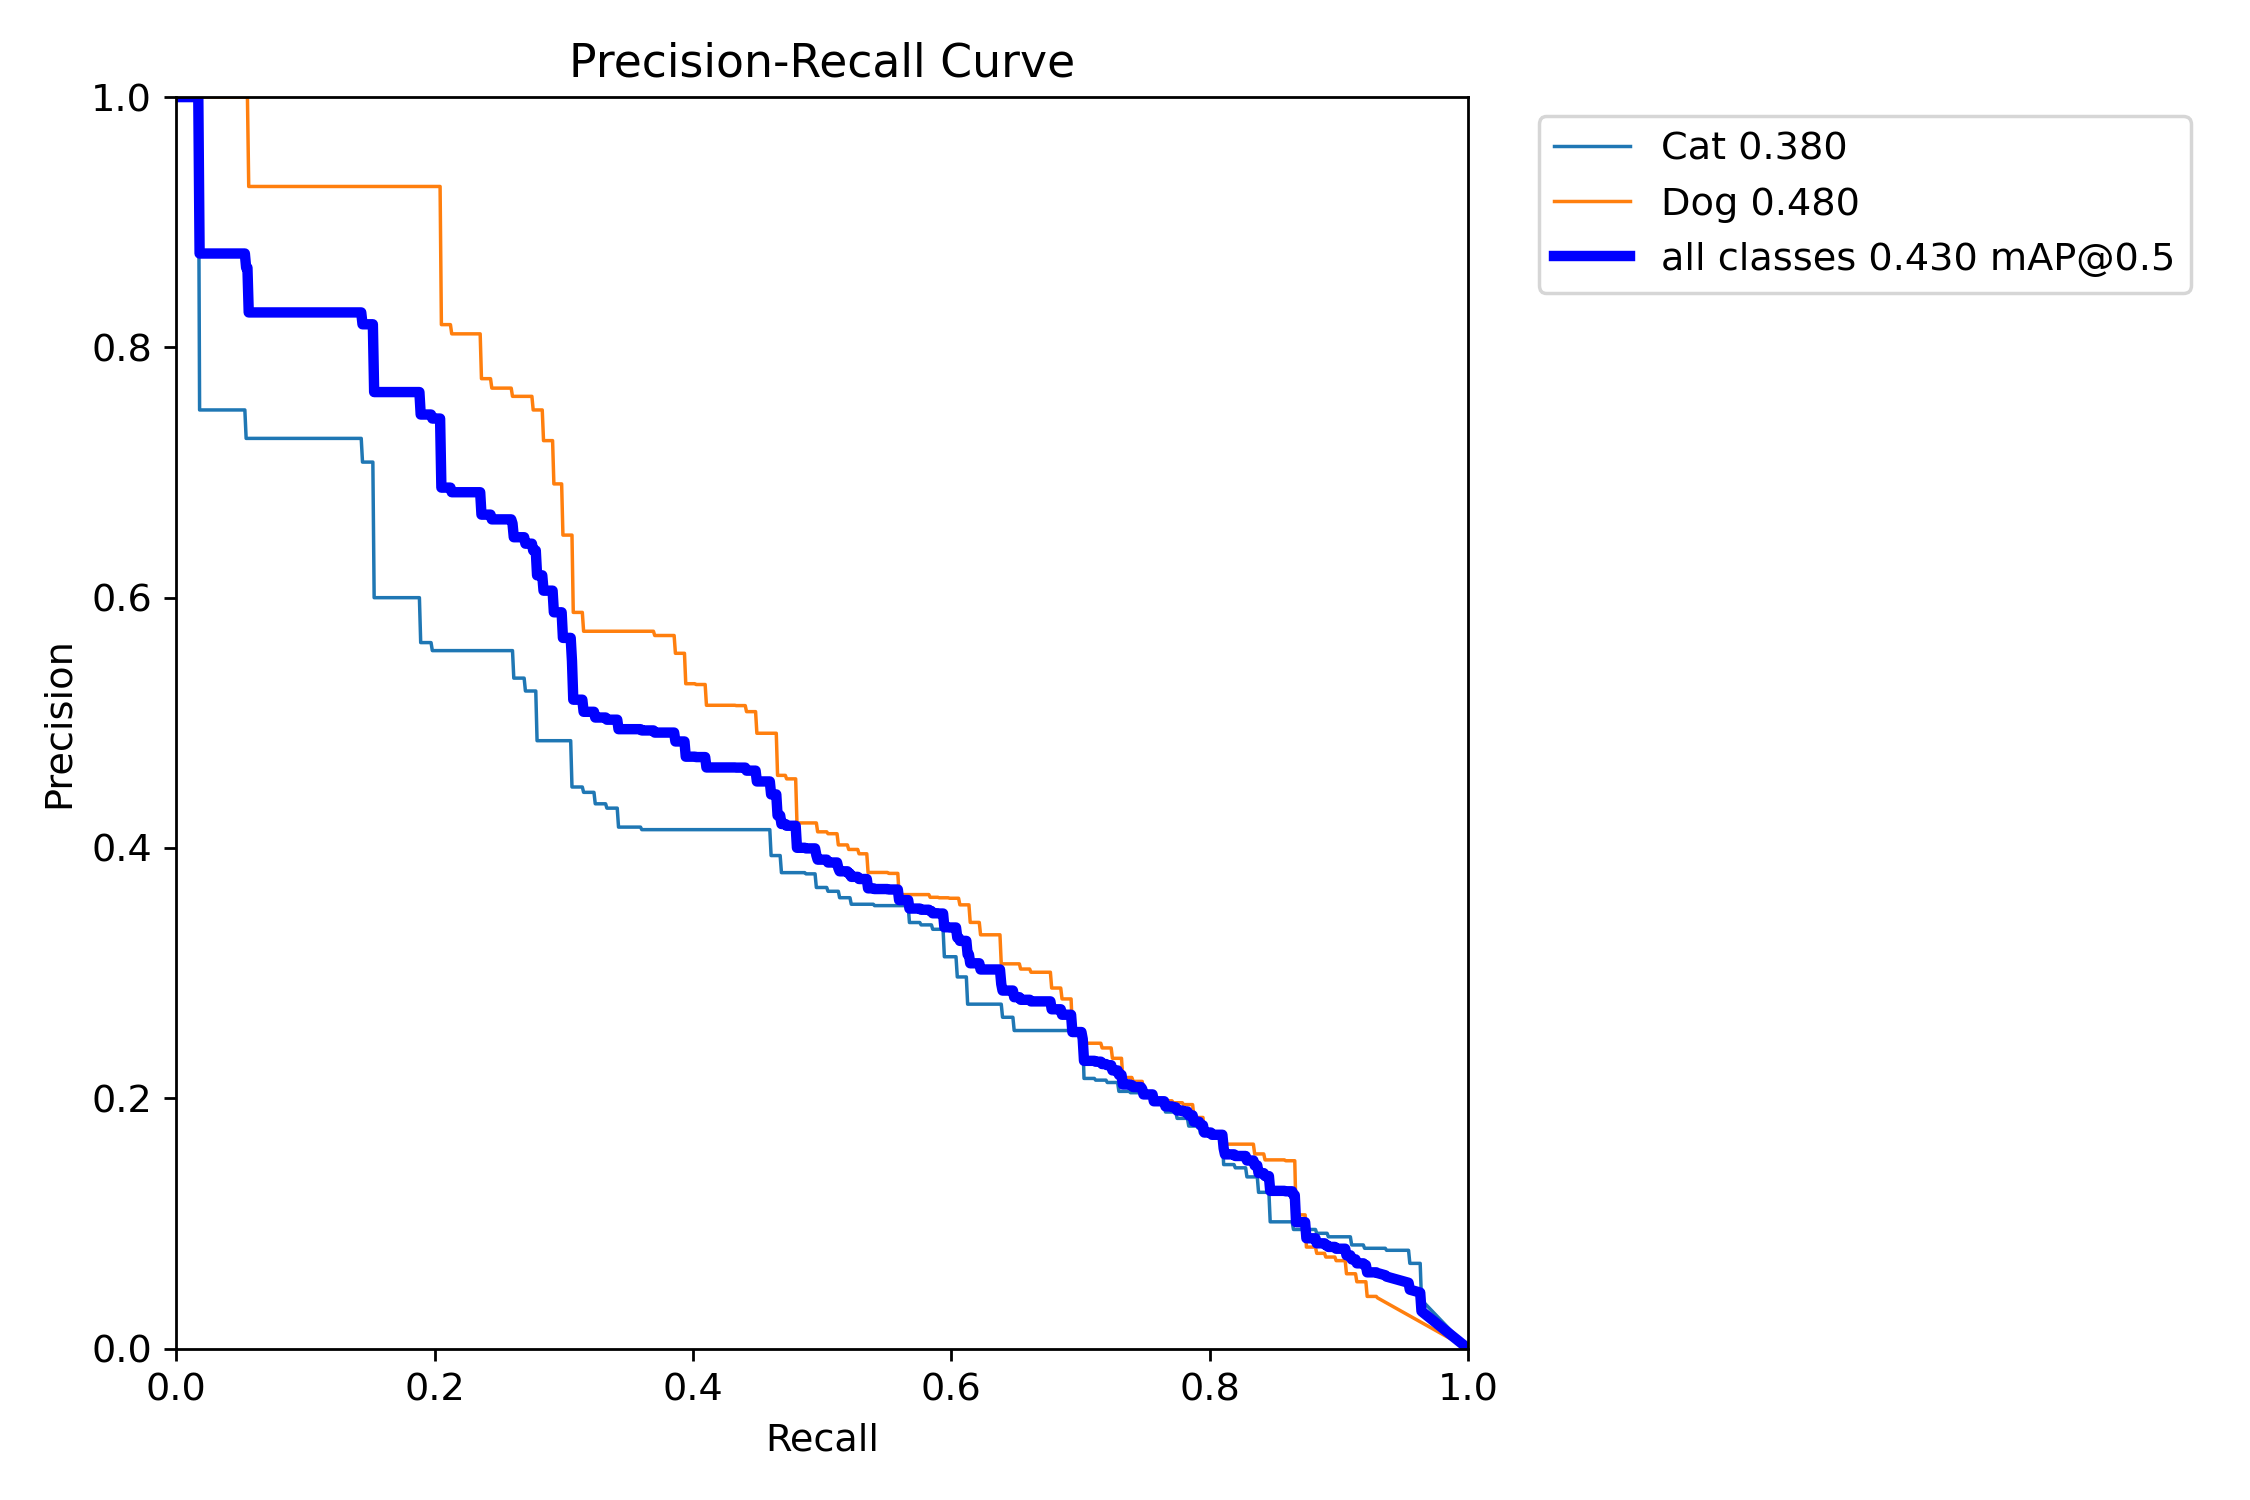 Precision-Recall Curve
1.0
0.8
0.6
0.4
0.2
0.0
Precision
0.0 0.2 0.4 0.6 0.8 1.0
Recall
Cat 0.380
Dog 0.480
all classes 0.430 mAP@0.5